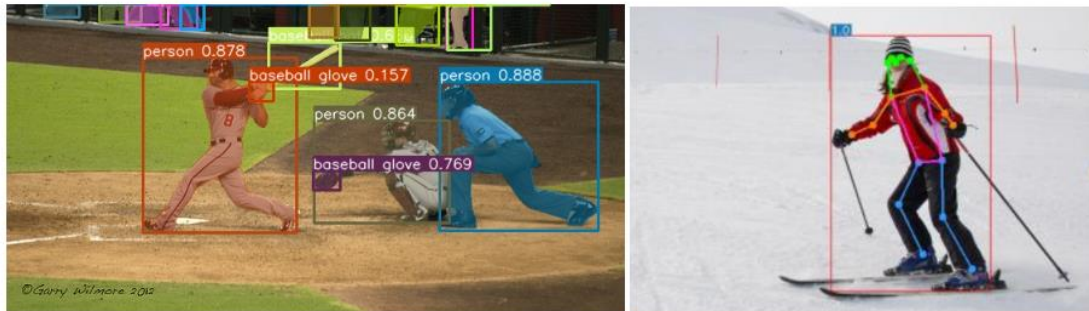 person 0.878
baseball glove 0.157
person 0.888
person 0.864
baseball glove 0.769
8
©Garry Wilmore 2012
1.0